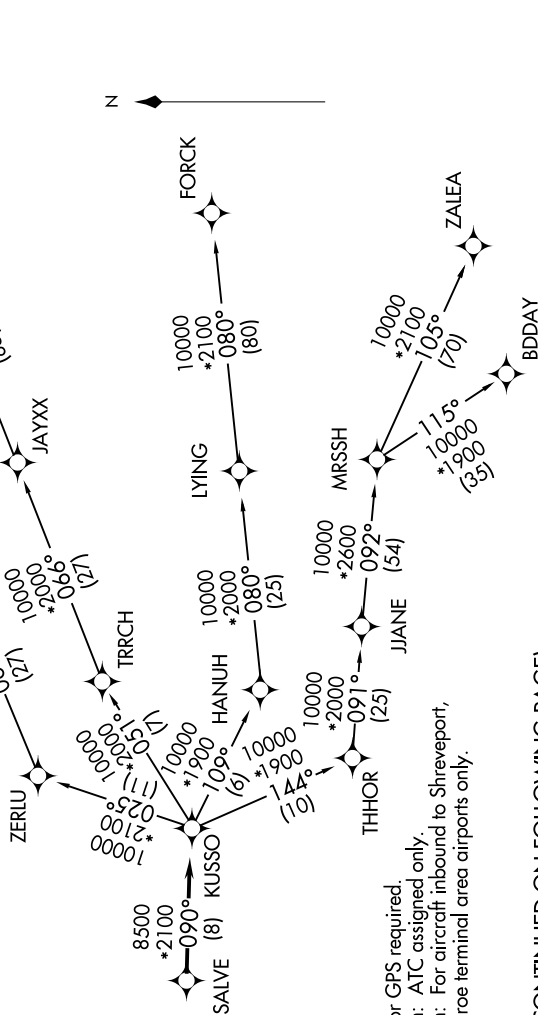 N
FORCK
ZALEA
BDDAY
10000
*2100
080°
(80)
10000
*2100
105°
(70)
115°
10000
*1900
(35)
JAYXX
LYING
MRSSH
10000
*2000
066°
(27)
10000
*2000
080°
(25)
10000
*2600
092°
(54)
(27)
TRRCH
HANUH
JJANE
10000
*2000
051°
(7)
10000
*1900
109°
(6)
10000
*1900
144°
(10)
10000
*2000
091°
(25)
ZERLU
10000
*2100
025°
(11)
THHOR
KUSSO
8500
*2100
090°
(8)
SALVE
or GPS required.
: ATC assigned only.
: For aircraft inbound to Shreveport,
roe terminal area airports only.